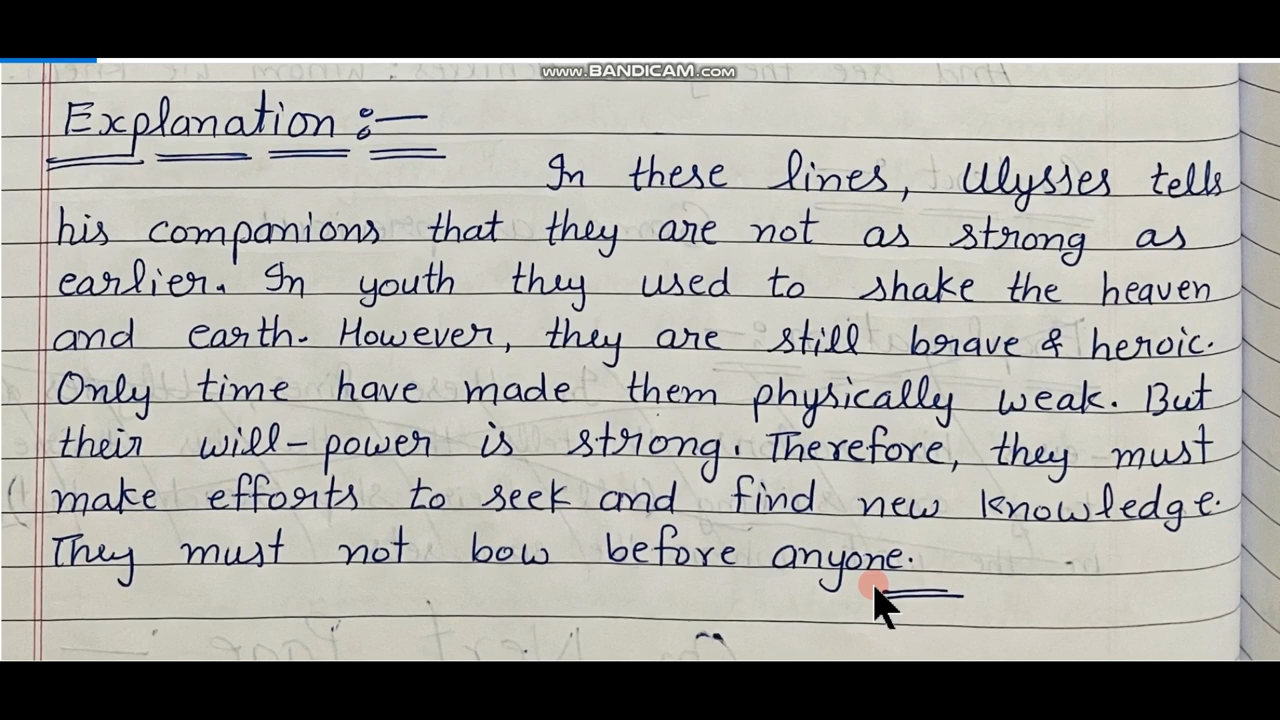 www.BANDICAM.com
Explanation :—
In these lines, Ulysses tells
his companions that they are not as strong as
earlier. In youth they used to shake the heaven
and earth. However, they are still brave & heroic.
Only time have made them physically weak. But
their will-power is strong. Therefore, they must
make efforts to seek and find new knowledge.
They must not bow before anyone.